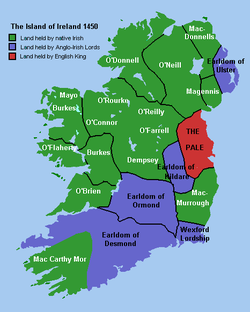 The Island of Ireland 1450
Land held by native Irish
Land held by Anglo-Irish Lords
Land held by English King
Mac-
Donnells
O'Donnell
O'Neill
Earldom of
Ulster
Magennis
Mayo
Burkes
O'Rourke
O'Reilly
O'Connor
O'Farrell
THE
PALE
O'Flaherty
Burkes
Dempsey
Earldom of
Kildare
O'Brien
Mac-
Murrough
Earldom of
Ormond
Wexford
Lordship
Earldom of
Desmond
Mac Carthy Mor